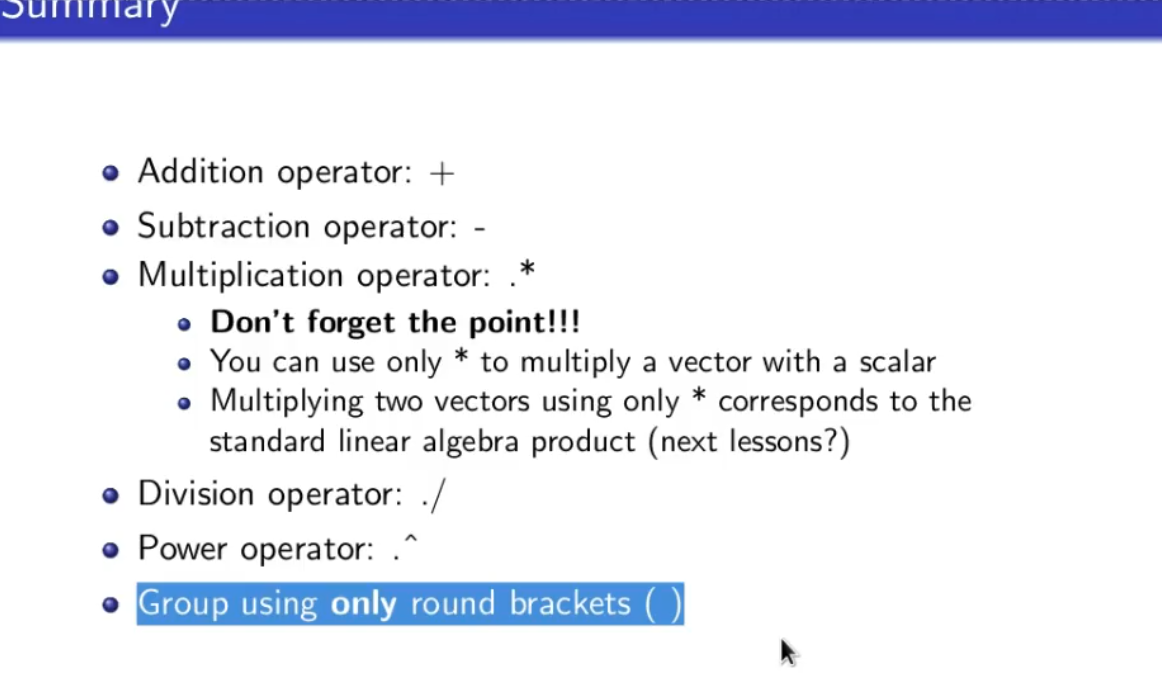 Summary
Addition operator: +
Subtraction operator: -
Multiplication operator: .*
Don't forget the point!!!
You can use only * to multiply a vector with a scalar
Multiplying two vectors using only * corresponds to the
standard linear algebra product (next lessons?)
Division operator: ./
Power operator: .^
Group using only round brackets ( )